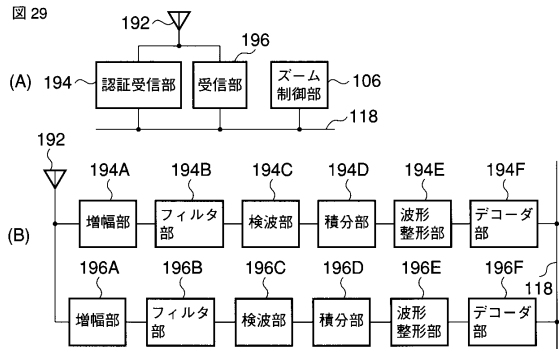 図 29
192
196
(A)
194
認証受信部
受信部
ズーム
制御部
106
118
192
194A
194B
194C
194D
194E
194F
増幅部
フィルタ
部
検波部
積分部
波形
整形部
デコーダ
部
(B)
196A
196B
196C
196D
196E
196F
118
増幅部
フィルタ
部
検波部
積分部
波形
整形部
デコーダ
部